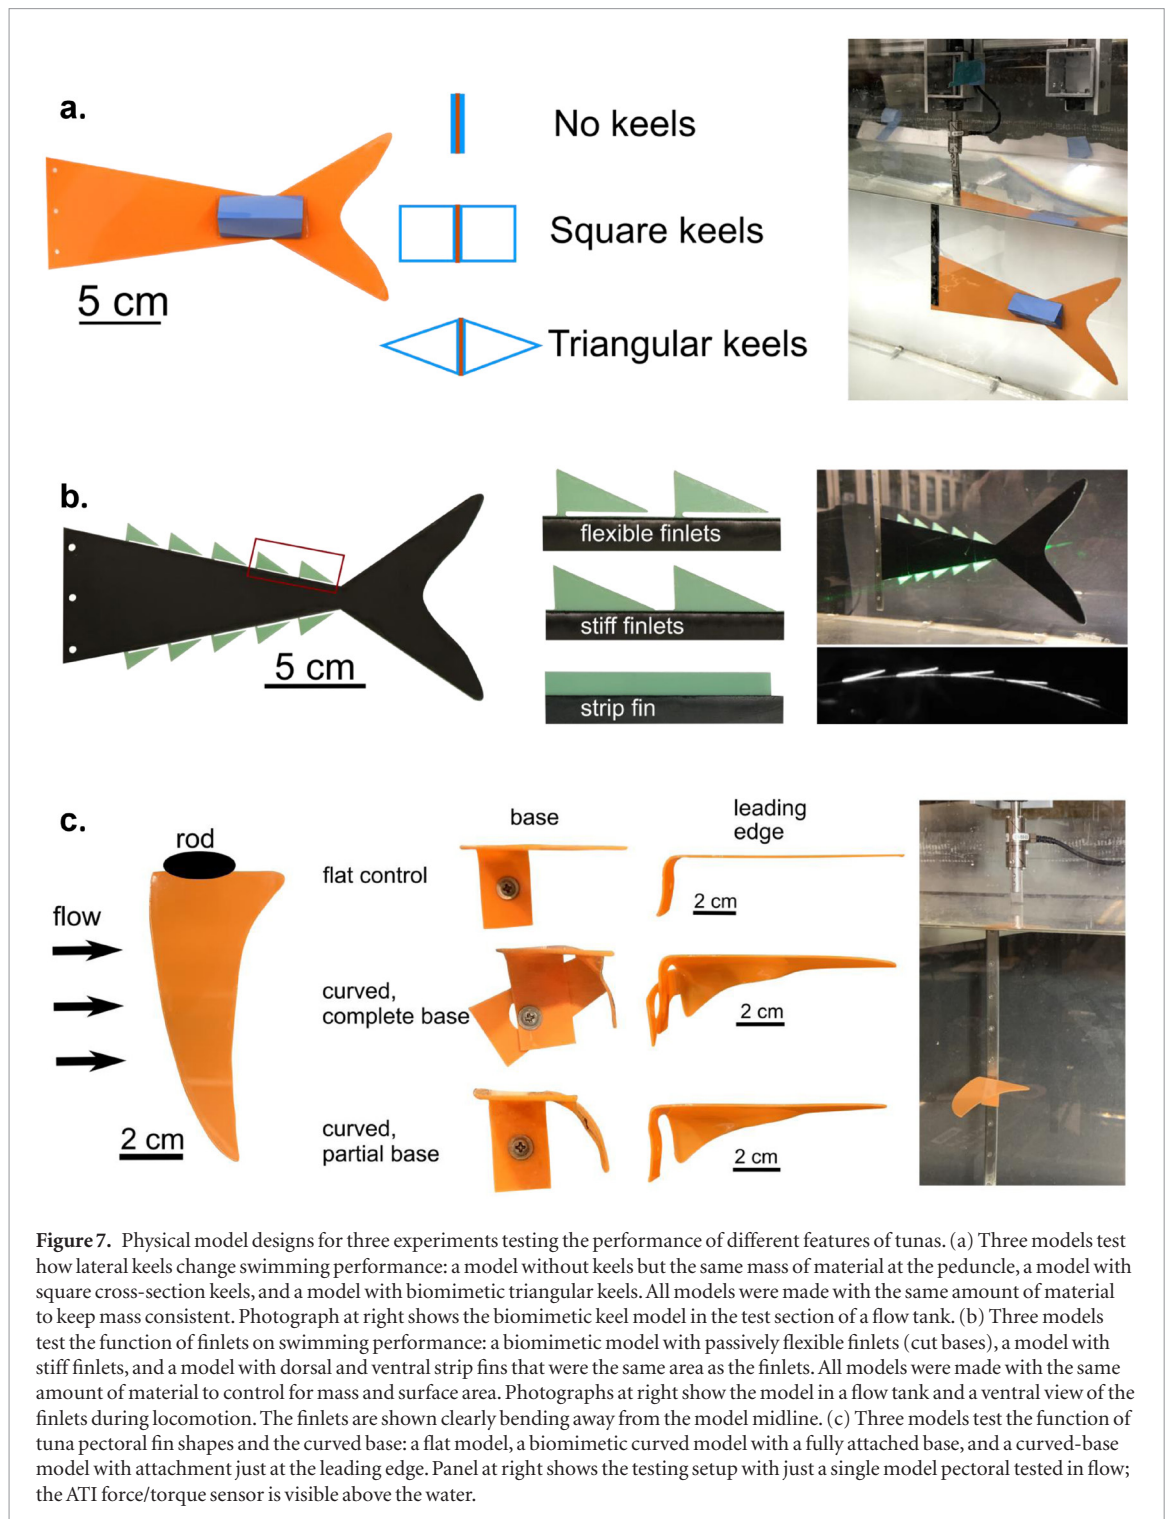 a.
No keels
Square keels
Triangular keels
5 cm
b.
flexible finlets
stiff finlets
strip fin
5 cm
c.
rod
flow
2 cm
base
leading
edge
flat control
2 cm
curved,
complete base
2 cm
curved,
partial base
2 cm
Figure 7. Physical model designs for three experiments testing the performance of different features of tunas. (a) Three models test
how lateral keels change swimming performance: a model without keels but the same mass of material at the peduncle, a model with
square cross-section keels, and a model with biomimetic triangular keels. All models were made with the same amount of material
to keep mass consistent. Photograph at right shows the biomimetic keel model in the test section of a flow tank. (b) Three models
test the function of finlets on swimming performance: a biomimetic model with passively flexible finlets (cut bases), a model with
stiff finlets, and a model with dorsal and ventral strip fins that were the same area as the finlets. All models were made with the same
amount of material to control for mass and surface area. Photographs at right show the model in a flow tank and a ventral view of the
finlets during locomotion. The finlets are shown clearly bending away from the model midline. (c) Three models test the function of
tuna pectoral fin shapes and the curved base: a flat model, a biomimetic curved model with a fully attached base, and a curved-base
model with attachment just at the leading edge. Panel at right shows the testing setup with just a single model pectoral tested in flow;
the ATI force/torque sensor is visible above the water.